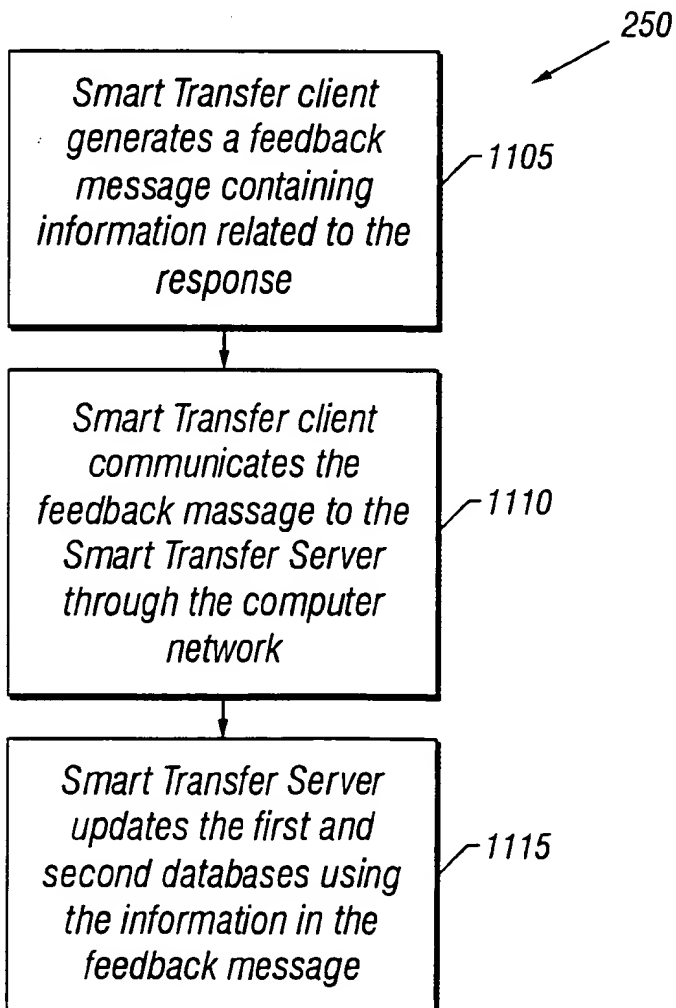 250
Smart Transfer client
generates a feedback
message containing
information related to the
response
1105
Smart Transfer client
communicates the
feedback massage to the
Smart Transfer Server
through the computer
network
1110
Smart Transfer Server
updates the first and
second databases using
the information in the
feedback message
1115